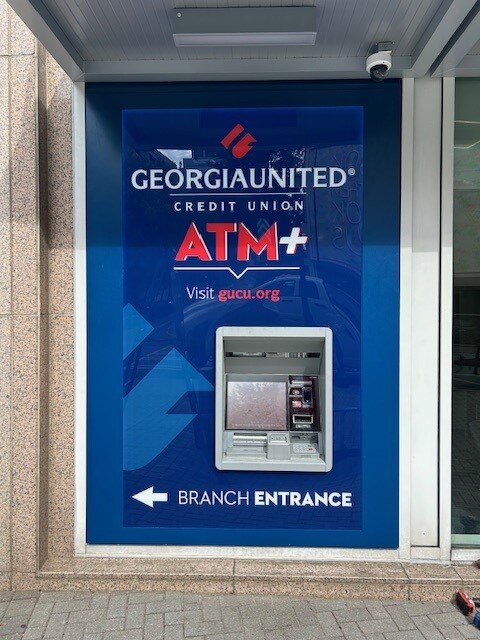 GEORGIAUNITED®
CREDIT UNION
ATM+
Visit gucu.org
BRANCH ENTRANCE